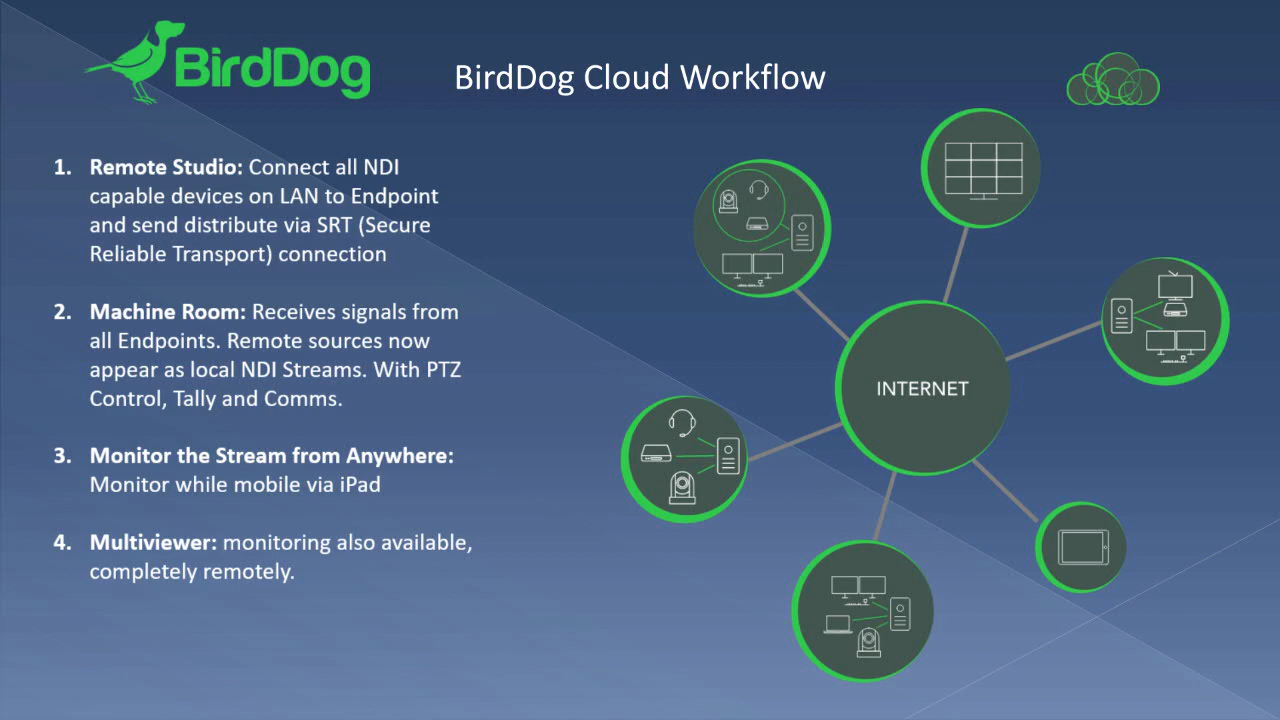 BirdDog
BirdDog Cloud Workflow
1. Remote Studio: Connect all NDI
capable devices on LAN to Endpoint
and send distribute via SRT (Secure
Reliable Transport) connection
2. Machine Room: Receives signals from
all Endpoints. Remote sources now
appear as local NDI Streams. With PTZ
Control, Tally and Comms.
3. Monitor the Stream from Anywhere:
Monitor while mobile via iPad
4. Multiviewer: monitoring also available,
completely remotely.
INTERNET